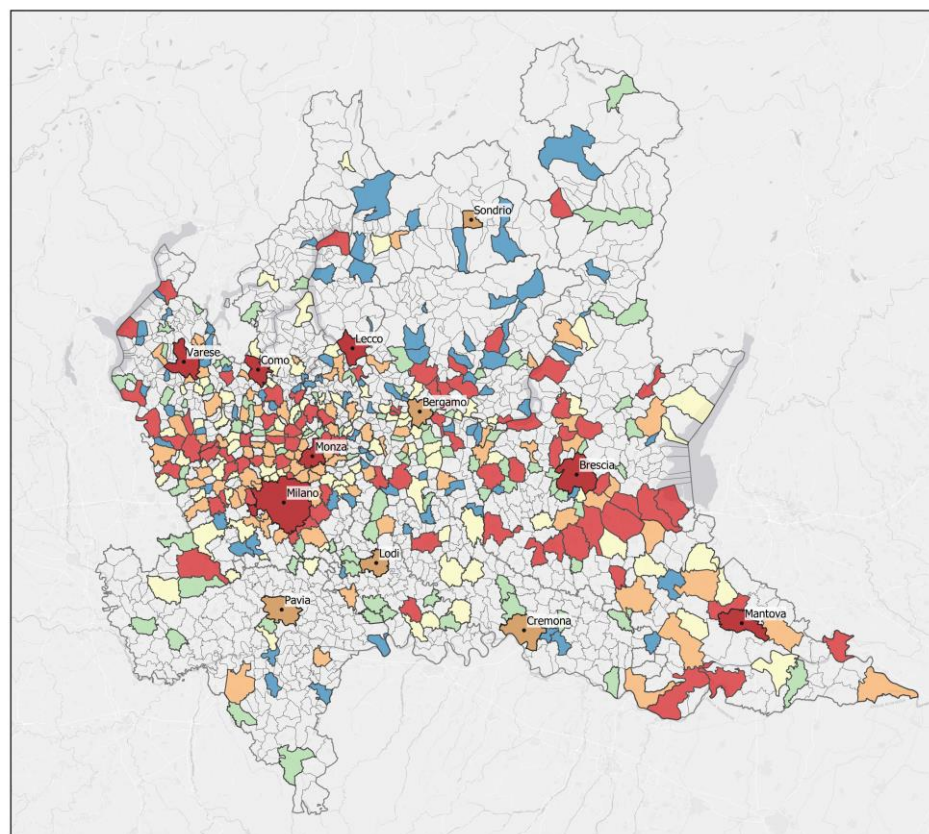 Sondrio
Lecco
Varese
Como
Bergamo
Monza
Brescia
Milano
Lodi
Pavia
Cremona
Mantova